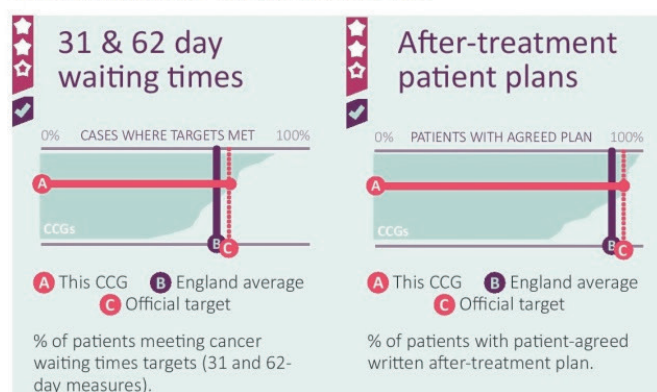 31 & 62 day
waiting times
0% CASES WHERE TARGETS MET 100%
A
CCGs
B
C
A This CCG B England average
C Official target
% of patients meeting cancer
waiting times targets (31 and 62-
day measures).
After-treatment
patient plans
0% PATIENTS WITH AGREED PLAN 100%
A
CCGs
B
C
A This CCG B England average
C Official target
% of patients with patient-agreed
written after-treatment plan.